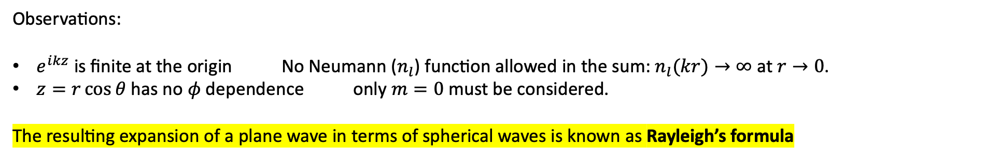 Observations:
• $e^{ikz}$ is finite at the origin No Neumann ($n_l$) function allowed in the sum: $n_l(kr) \to \infty$ at $r \to 0$.
• $z = r \cos \theta$ has no $\phi$ dependence only $m = 0$ must be considered.
The resulting expansion of a plane wave in terms of spherical waves is known as Rayleigh’s formula